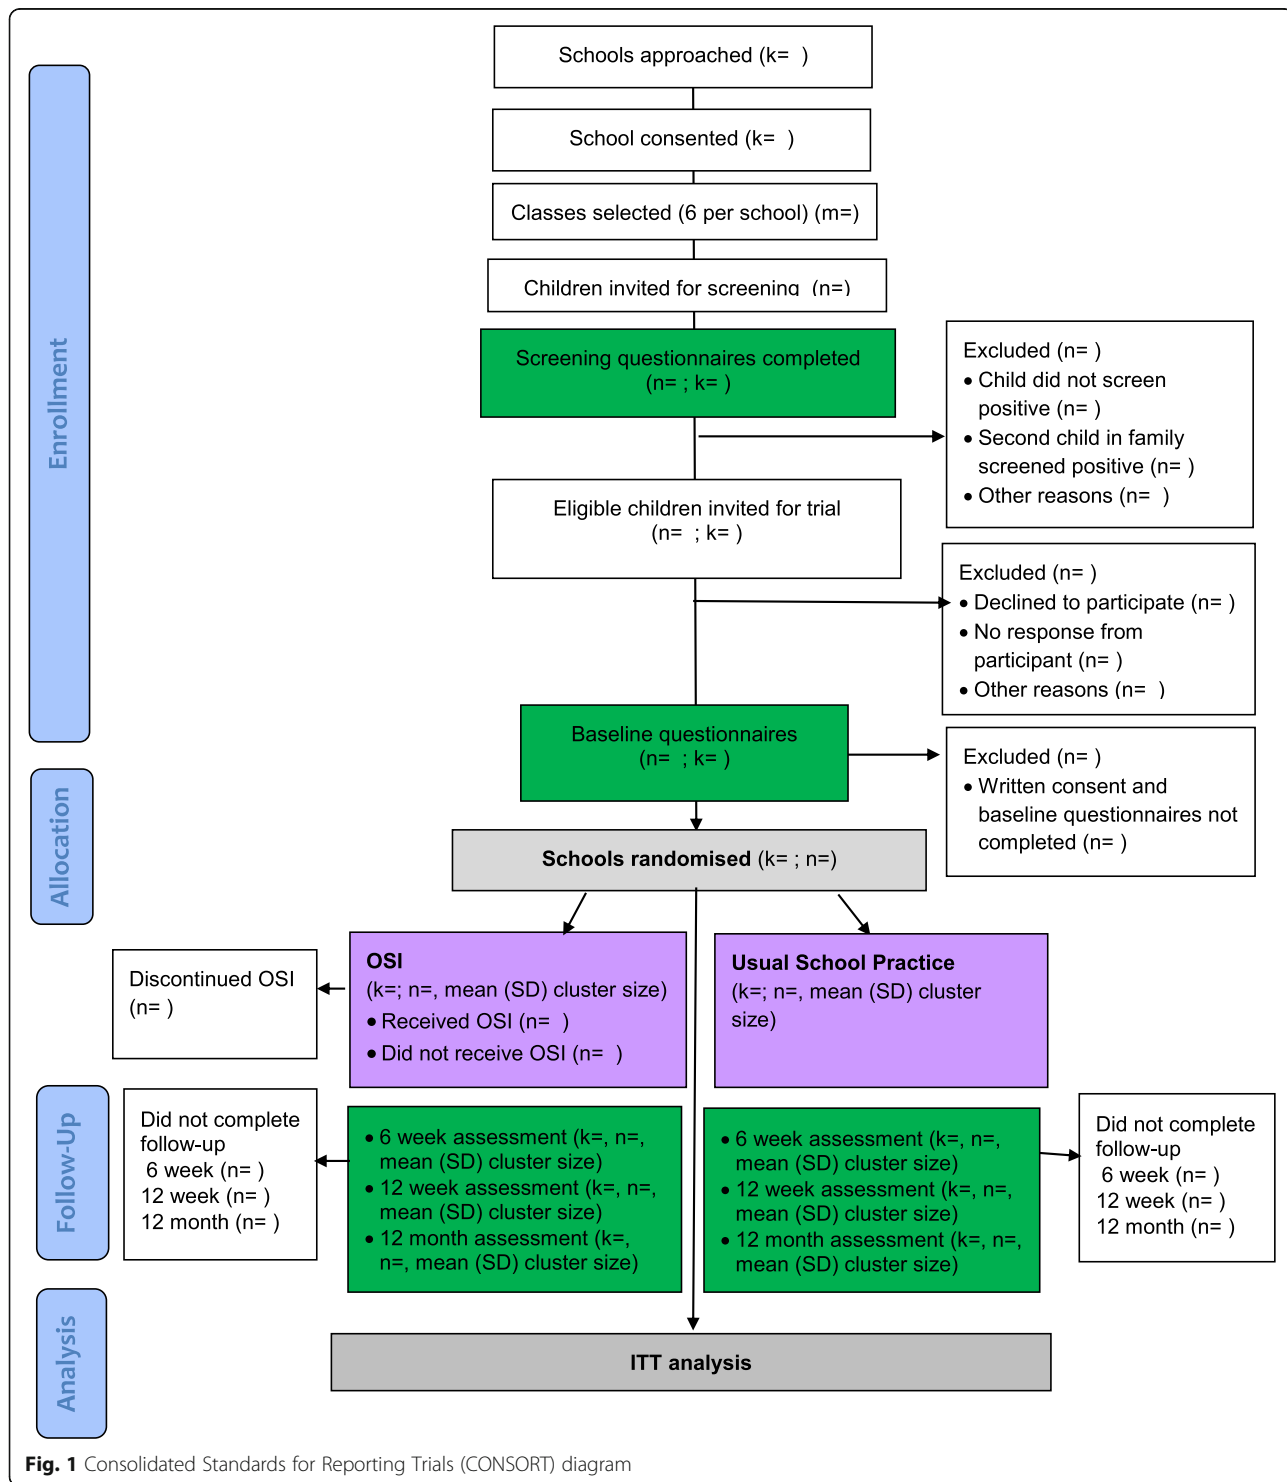 Schools approached (k=  )
School consented (k=  )
Classes selected (6 per school) (m=)
Children invited for screening  (n=)
Enrollment
Screening questionnaires completed
(n= ; k= )
Excluded (n= )
• Child did not screen
positive (n= )
• Second child in family
screened positive (n= )
• Other reasons (n=  )
Eligible children invited for trial
(n=  ; k= )
Excluded (n= )
• Declined to participate (n= )
• No response from
participant (n= )
• Other reasons (n=  )
Baseline questionnaires
(n=  ; k= )
Excluded (n= )
• Written consent and
baseline questionnaires not
completed (n= )
Allocation
Schools randomised (k= ; n=)
Discontinued OSI
(n= )
OSI
(k=; n=, mean (SD) cluster size)
• Received OSI (n=  )
• Did not receive OSI (n=  )
Usual School Practice
(k=; n=, mean (SD) cluster
size)
Follow-Up
Did not complete
follow-up
6 week (n= )
12 week (n= )
12 month (n= )
• 6 week assessment (k=, n=,
mean (SD) cluster size)
• 12 week assessment (k=, n=,
mean (SD) cluster size)
• 12 month assessment (k=,
n=, mean (SD) cluster size)
• 6 week assessment (k=, n=,
mean (SD) cluster size)
• 12 week assessment (k=, n=,
mean (SD) cluster size)
• 12 month assessment (k=, n=,
mean (SD) cluster size)
Did not complete
follow-up
6 week (n= )
12 week (n= )
12 month (n= )
Analysis
ITT analysis
Fig. 1 Consolidated Standards for Reporting Trials (CONSORT) diagram